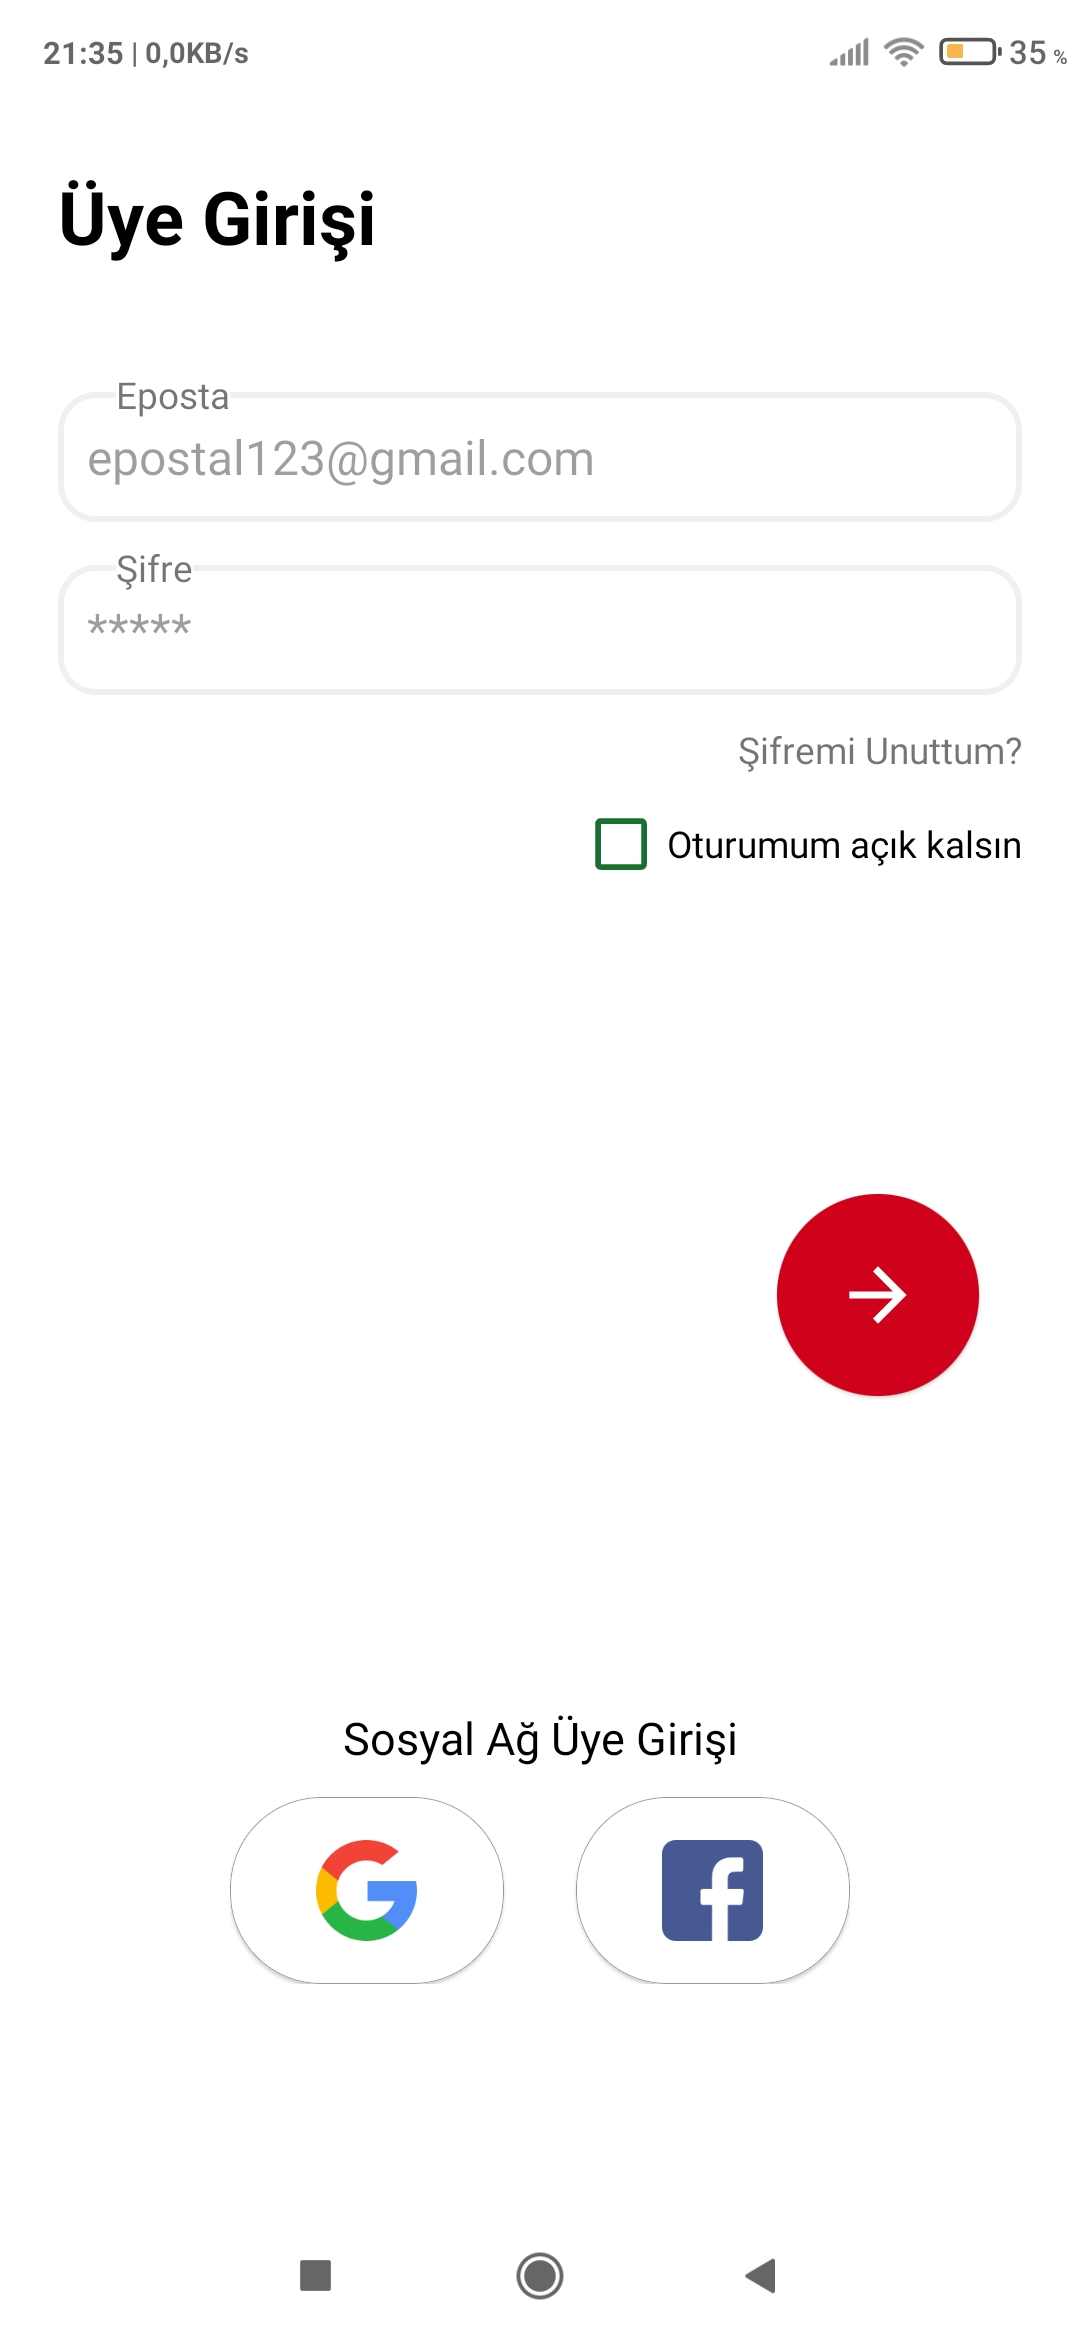 21:35 | 0,0KB/s 35 %
Üye Girişi
Eposta
epostal123@gmail.com
Şifre
*****
Şifremi Unuttum?
Oturumum açık kalsın
Sosyal Ağ Üye Girişi